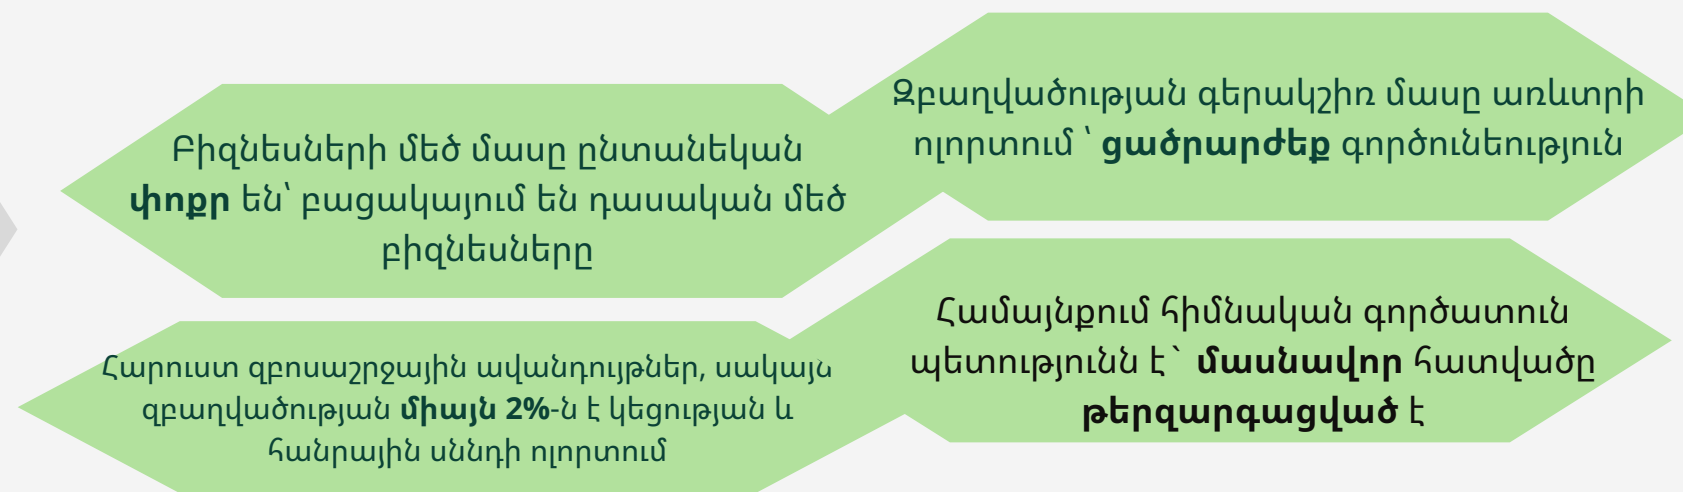 Բիզնեսների մեծ մասը ընտանեկան
փոքր են՝ բացակայում են դասական մեծ
բիզնեսները
Զբաղվածության գերակշիռ մասը առևտրի
ոլորտում ՝ ցածրարժեք գործունեություն
Հարուստ զբոսաշրջային ավանդույթներ, սակայն
զբաղվածության միայն 2%-ն է կեցության և
հանրային սննդի ոլորտում
Համայնքում հիմնական գործատուն
պետությունն է` մասնավոր հատվածը
թերզարգացված է